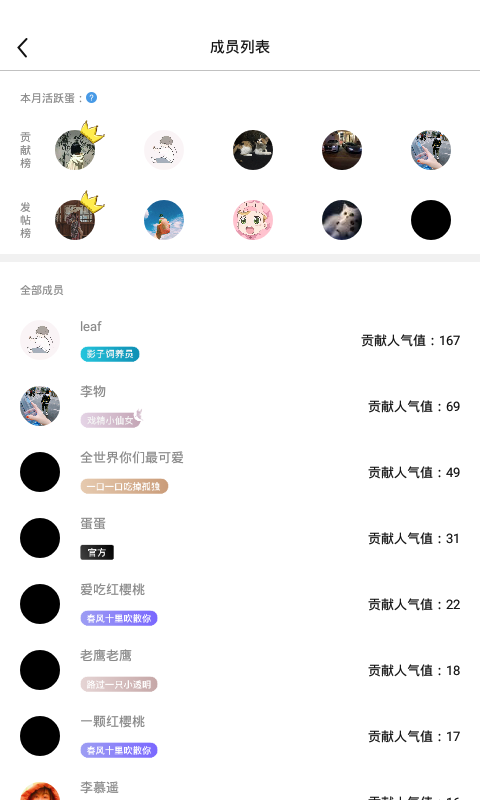 成员列表
本月活跃蛋：?
贡献榜
发帖榜
全部成员
leaf
影子饲养员
贡献人气值：167
李物
戏精小仙女
贡献人气值：69
全世界你们最可爱
一口一口吃掉孤独
贡献人气值：49
蛋蛋
官方
贡献人气值：31
爱吃红樱桃
春风十里吹散你
贡献人气值：22
老鹰老鹰
路过一只小透明
贡献人气值：18
一颗红樱桃
春风十里吹散你
贡献人气值：17
李慕遥
贡献人气值：16